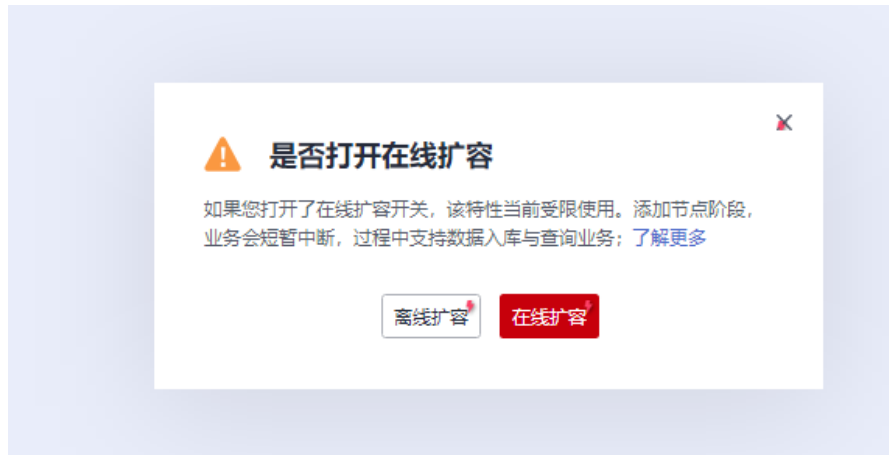 是否打开在线扩容
如果您打开了在线扩容开关，该特性当前受限使用。添加节点阶段，
业务会短暂中断，过程中支持数据入库与查询业务；了解更多
离线扩容
在线扩容